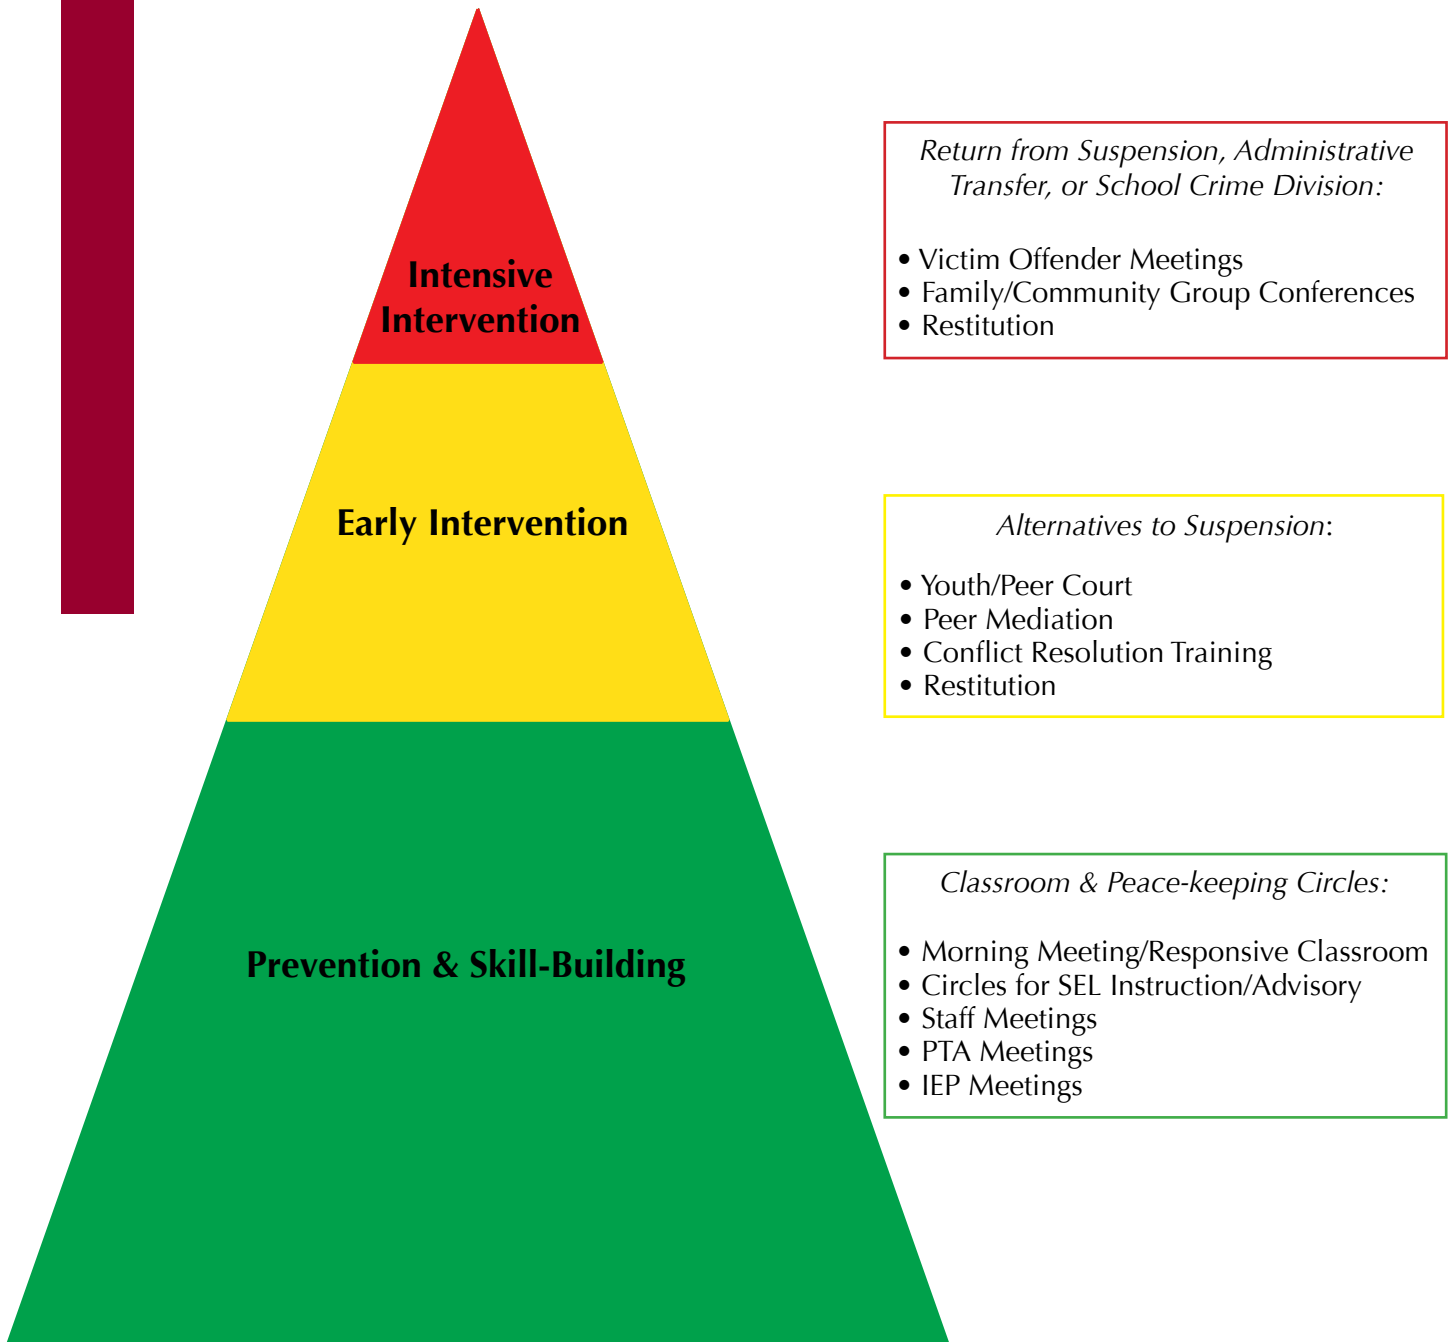 Intensive
Intervention
Return from Suspension, Administrative
Transfer, or School Crime Division:
• Victim Offender Meetings
• Family/Community Group Conferences
• Restitution
Early Intervention
Alternatives to Suspension:
• Youth/Peer Court
• Peer Mediation
• Conflict Resolution Training
• Restitution
Prevention & Skill-Building
Classroom & Peace-keeping Circles:
• Morning Meeting/Responsive Classroom
• Circles for SEL Instruction/Advisory
• Staff Meetings
• PTA Meetings
• IEP Meetings